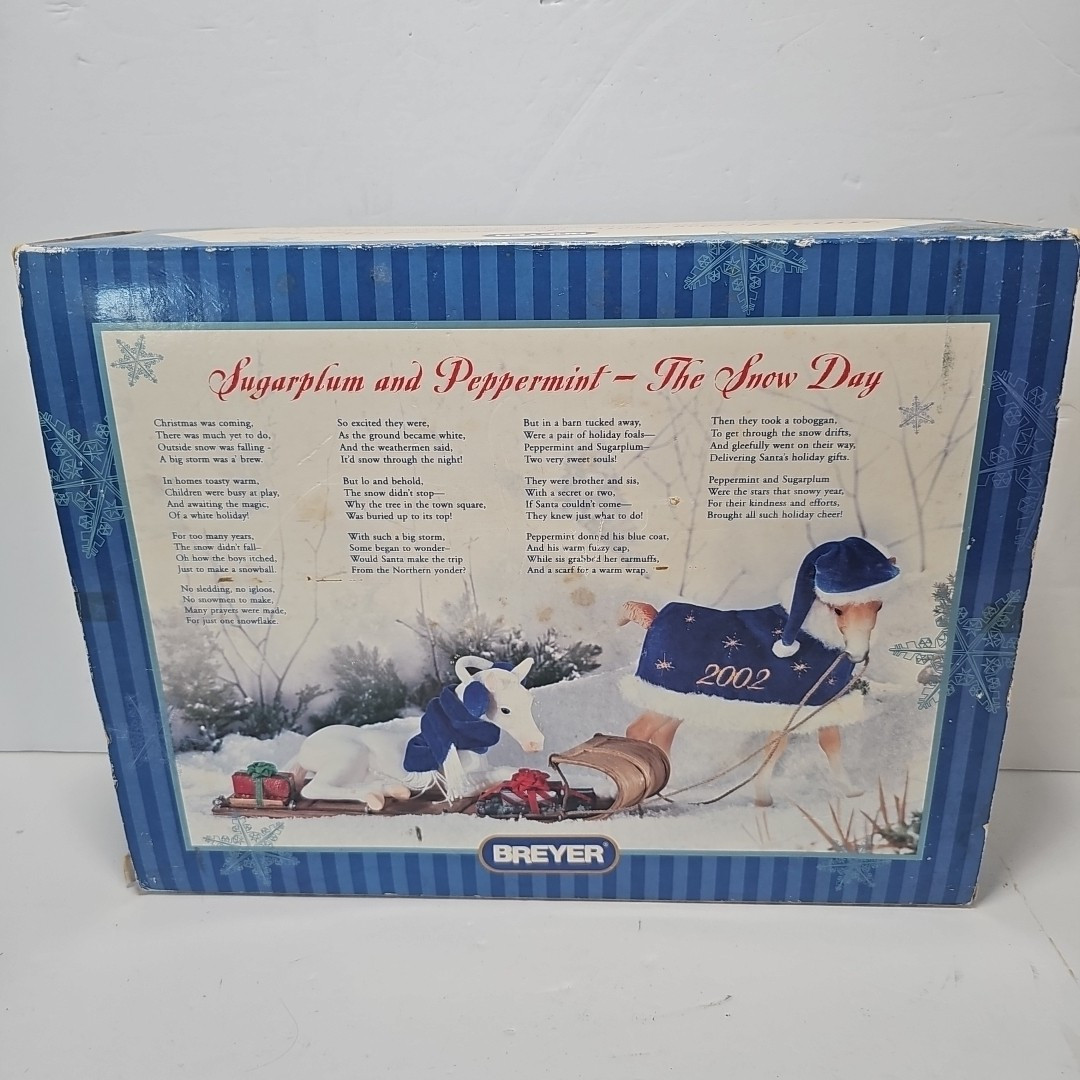 Sugarplum and Peppermint – The Snow Day
Christmas was coming,
There was much yet to do,
Outside snow was falling -
A big storm was a' brew.
In homes toasty warm,
Children were busy at play,
And awaiting the magic,
Of a white holiday!
For too many years,
The snow didn't fall—
Oh how the boys itched,
Just to make a snowball.
No sledding, no igloos,
No snowmen to make,
Many prayers were made,
For just one snowflake.
So excited they were,
As the ground became white,
And the weathermen said,
It'd snow through the night!
But lo and behold,
The snow didn't stop—
Why the tree in the town square,
Was buried up to its top!
With such a big storm,
Some began to wonder—
Would Santa make the trip
From the Northern yonder?
But in a barn tucked away,
Were a pair of holiday foals—
Peppermint and Sugarplum—
Two very sweet souls!
They were brother and sis,
With a secret or two,
If Santa couldn't come—
They knew just what to do!
Peppermint donned his blue coat,
And his warm fuzzy cap,
While sis grabbed her earmuffs,
And a scarf for a warm wrap.
Then they took a toboggan,
To get through the snow drifts,
And gleefully went on their way,
Delivering Santa's holiday gifts.
Peppermint and Sugarplum
Were the stars that snowy year,
For their kindness and efforts,
Brought all such holiday cheer!
2002
BREYER